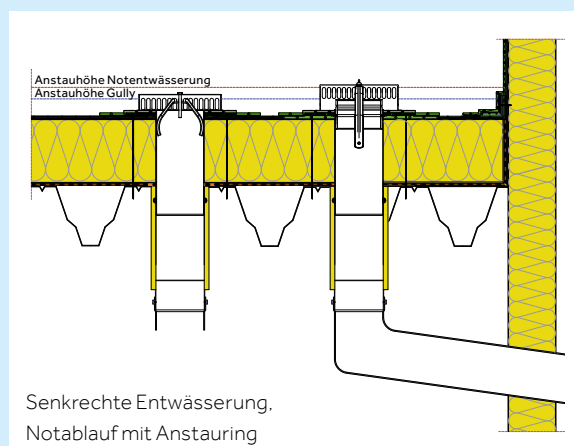 Anstauhöhe Notentwässerung
Anstauhöhe Gully
Senkrechte Entwässerung,
Notablauf mit Anstauring